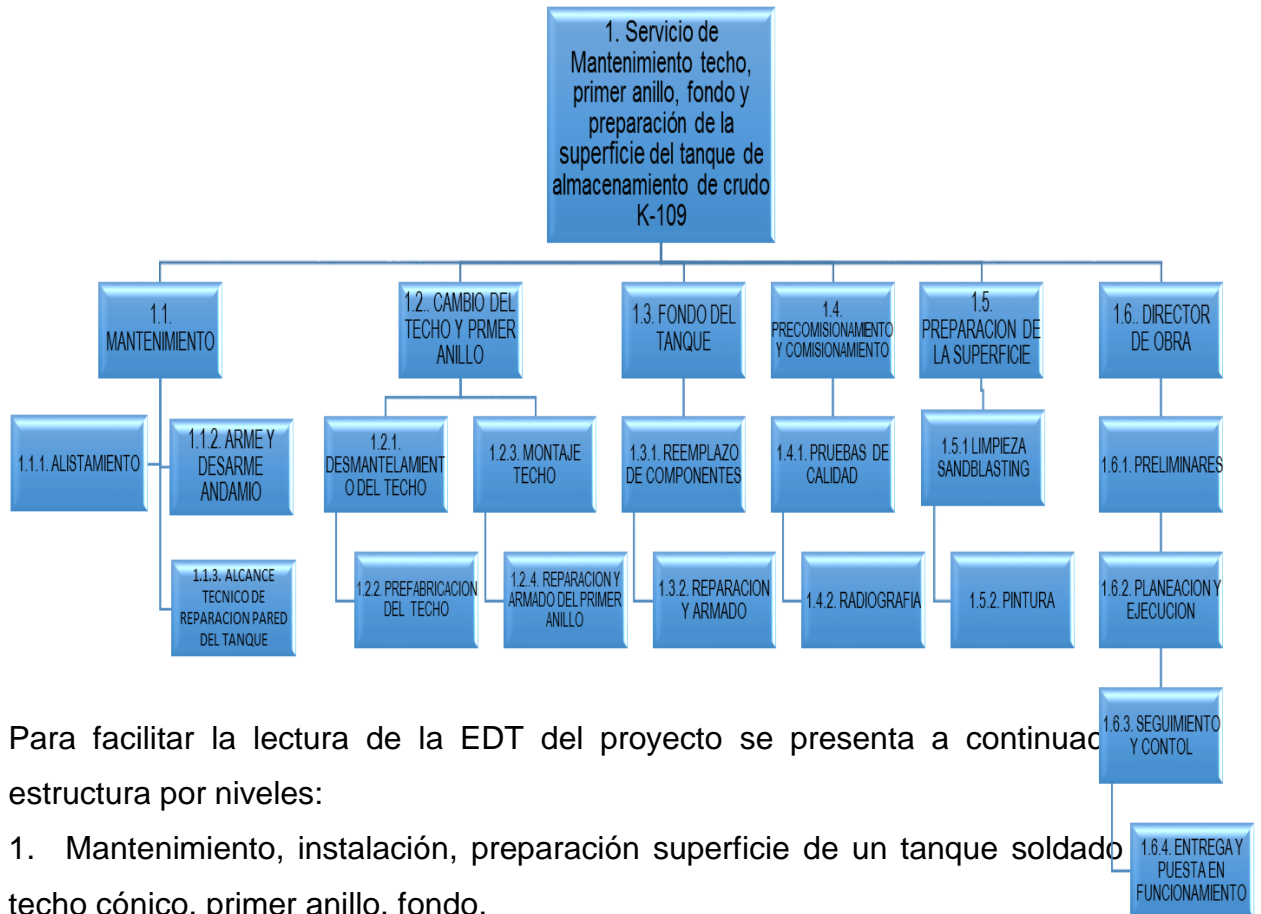 1. Servicio de
Mantenimiento techo,
primer anillo, fondo y
preparación de la
superficie del tanque de
almacenamiento de crudo
K-109
1.1.
MANTENIMIENTO
1.2.. CAMBIO DEL
TECHO Y PRMER
ANILLO
1.3. FONDO DEL
TANQUE
1.4.
PRECOMISIONAMIENTO
Y COMISIONAMIENTO
1.5.
PREPARACION DE
LA SUPERFICIE
1.6.. DIRECTOR
DE OBRA
1.1.1. ALISTAMIENTO
1.1.2. ARME Y
DESARME
ANDAMIO
1.2.1.
DESMANTELAMIENT
O DEL TECHO
1.2.3. MONTAJE
TECHO
1.3.1. REEMPLAZO
DE COMPONENTES
1.4.1. PRUEBAS DE
CALIDAD
1.5.1 LIMPIEZA
SANDBLASTING
1.6.1. PRELIMINARES
1.1.3. ALCANCE
TECNICO DE
REPARACION PARED
DEL TANQUE
1.2.2. PREFABRICACION
DEL TECHO
1.2..4. REPARACION Y
ARMADO DEL PRIMER
ANILLO
1.3.2. REPARACION
Y ARMADO
1.4.2. RADIOGRAFIA
1.5.2. PINTURA
1.6.2. PLANEACION Y
EJECUCION
1.6.3. SEGUIMIENTO
Y CONTOL
1.6.4. ENTREGA Y
PUESTA EN
FUNCIONAMIENTO
Para facilitar la lectura de la EDT del proyecto se presenta a continuac
estructura por niveles:
1. Mantenimiento, instalación, preparación superficie de un tanque soldado
techo cónico, primer anillo, fondo.